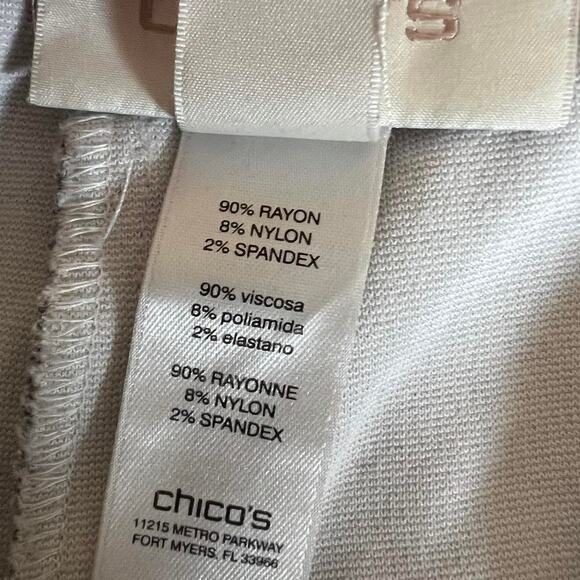 90% RAYON
8% NYLON
2% SPANDEX
90% viscosa
8% poliamida
2% elastano
90% RAYONNE
8% NYLON
2% SPANDEX
chico's
11215 METRO PARKWAY
FORT MYERS, FL 33966